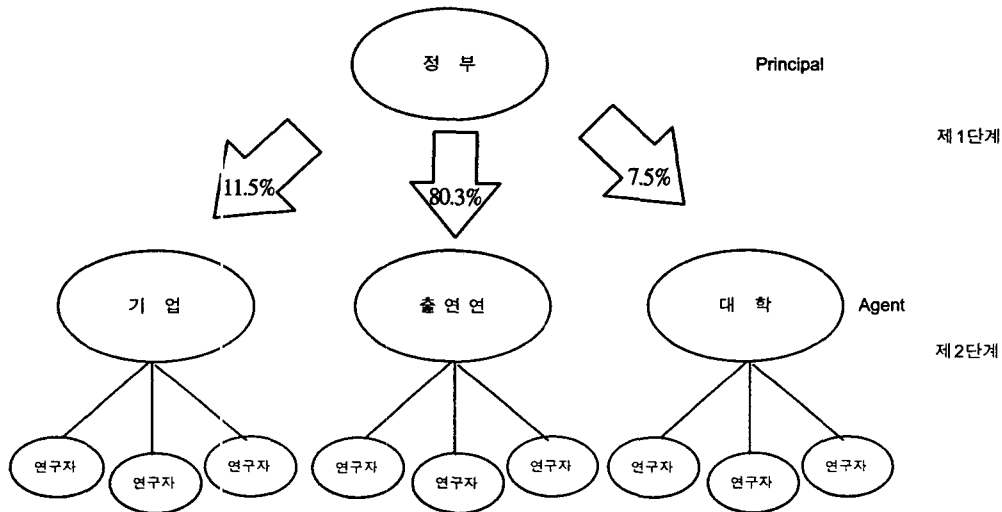 정 부
Principal
제1단계
11.5%
80.3%
7.5%
기 업
출연연
대 학
Agent
제2단계
연구자
연구자
연구자
연구자
연구자
연구자
연구자
연구자
연구자